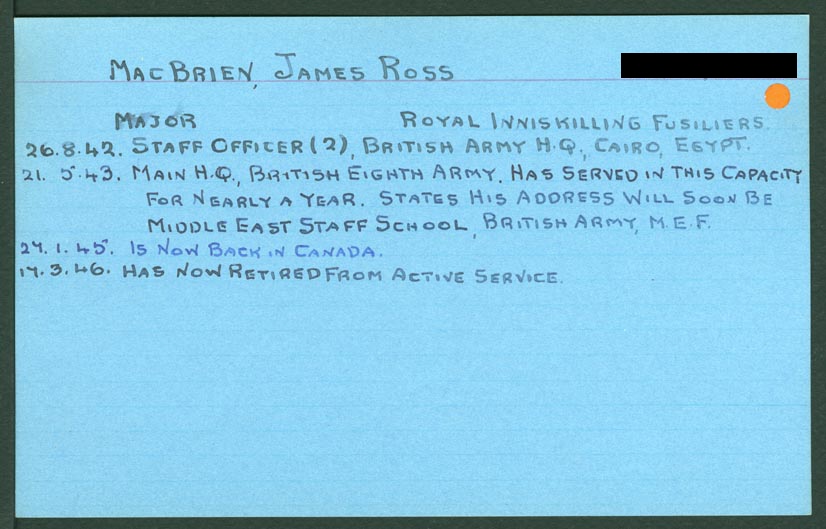 MacBrien, James Ross
Major Royal Inniskilling Fusiliers.
26.8.42. Staff Officer (2), British Army H.Q., Cairo, Egypt.
21. 5.43. Main H.Q., British Eighth Army. Has Served in This Capacity
For Nearly a Year. States His Address Will Soon Be
Middle East Staff School, British Army, M.E.F.
27.1.45. Is Now Back in Canada.
17.3.46. Has Now Retired From Active Service.